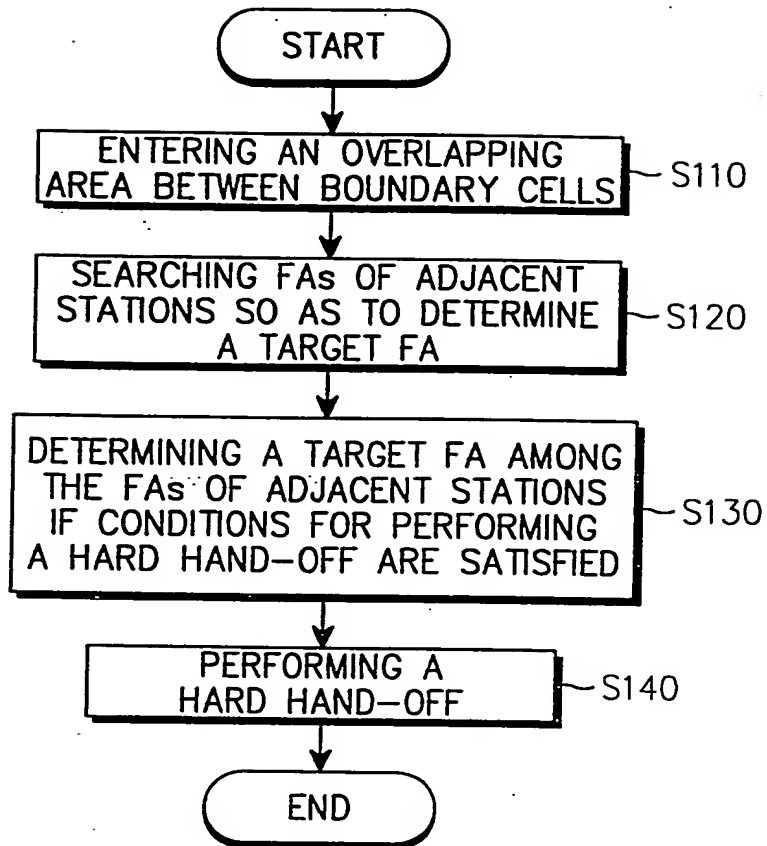 START
ENTERING AN OVERLAPPING
AREA BETWEEN BOUNDARY CELLS
S110
SEARCHING FAs OF ADJACENT
STATIONS SO AS TO DETERMINE
A TARGET FA
S120
DETERMINING A TARGET FA AMONG
THE FAs OF ADJACENT STATIONS
IF CONDITIONS FOR PERFORMING
A HARD HAND-OFF ARE SATISFIED
S130
PERFORMING A
HARD HAND-OFF
S140
END